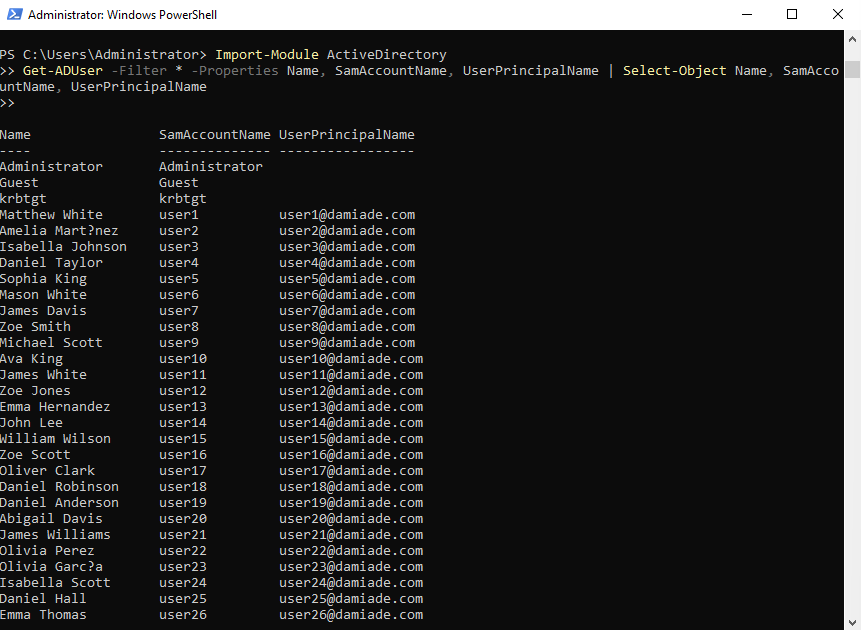 Administrator: Windows PowerShell
PS C:\Users\Administrator> Import-Module ActiveDirectory
>> Get-ADUser -Filter * -Properties Name, SamAccountName, UserPrincipalName | Select-Object Name, SamAcco
untName, UserPrincipalName
>>
Name SamAccountName UserPrincipalName
---- -------------- -----------------
Administrator Administrator
Guest Guest
krbtgt krbtgt
Matthew White user1 user1@damiade.com
Amelia Mart?nez user2 user2@damiade.com
Isabella Johnson user3 user3@damiade.com
Daniel Taylor user4 user4@damiade.com
Sophia King user5 user5@damiade.com
Mason White user6 user6@damiade.com
James Davis user7 user7@damiade.com
Zoe Smith user8 user8@damiade.com
Michael Scott user9 user9@damiade.com
Ava King user10 user10@damiade.com
James White user11 user11@damiade.com
Zoe Jones user12 user12@damiade.com
Emma Hernandez user13 user13@damiade.com
John Lee user14 user14@damiade.com
William Wilson user15 user15@damiade.com
Zoe Scott user16 user16@damiade.com
Oliver Clark user17 user17@damiade.com
Daniel Robinson user18 user18@damiade.com
Daniel Anderson user19 user19@damiade.com
Abigail Davis user20 user20@damiade.com
James Williams user21 user21@damiade.com
Olivia Perez user22 user22@damiade.com
Olivia Garc?a user23 user23@damiade.com
Isabella Scott user24 user24@damiade.com
Daniel Hall user25 user25@damiade.com
Emma Thomas user26 user26@damiade.com